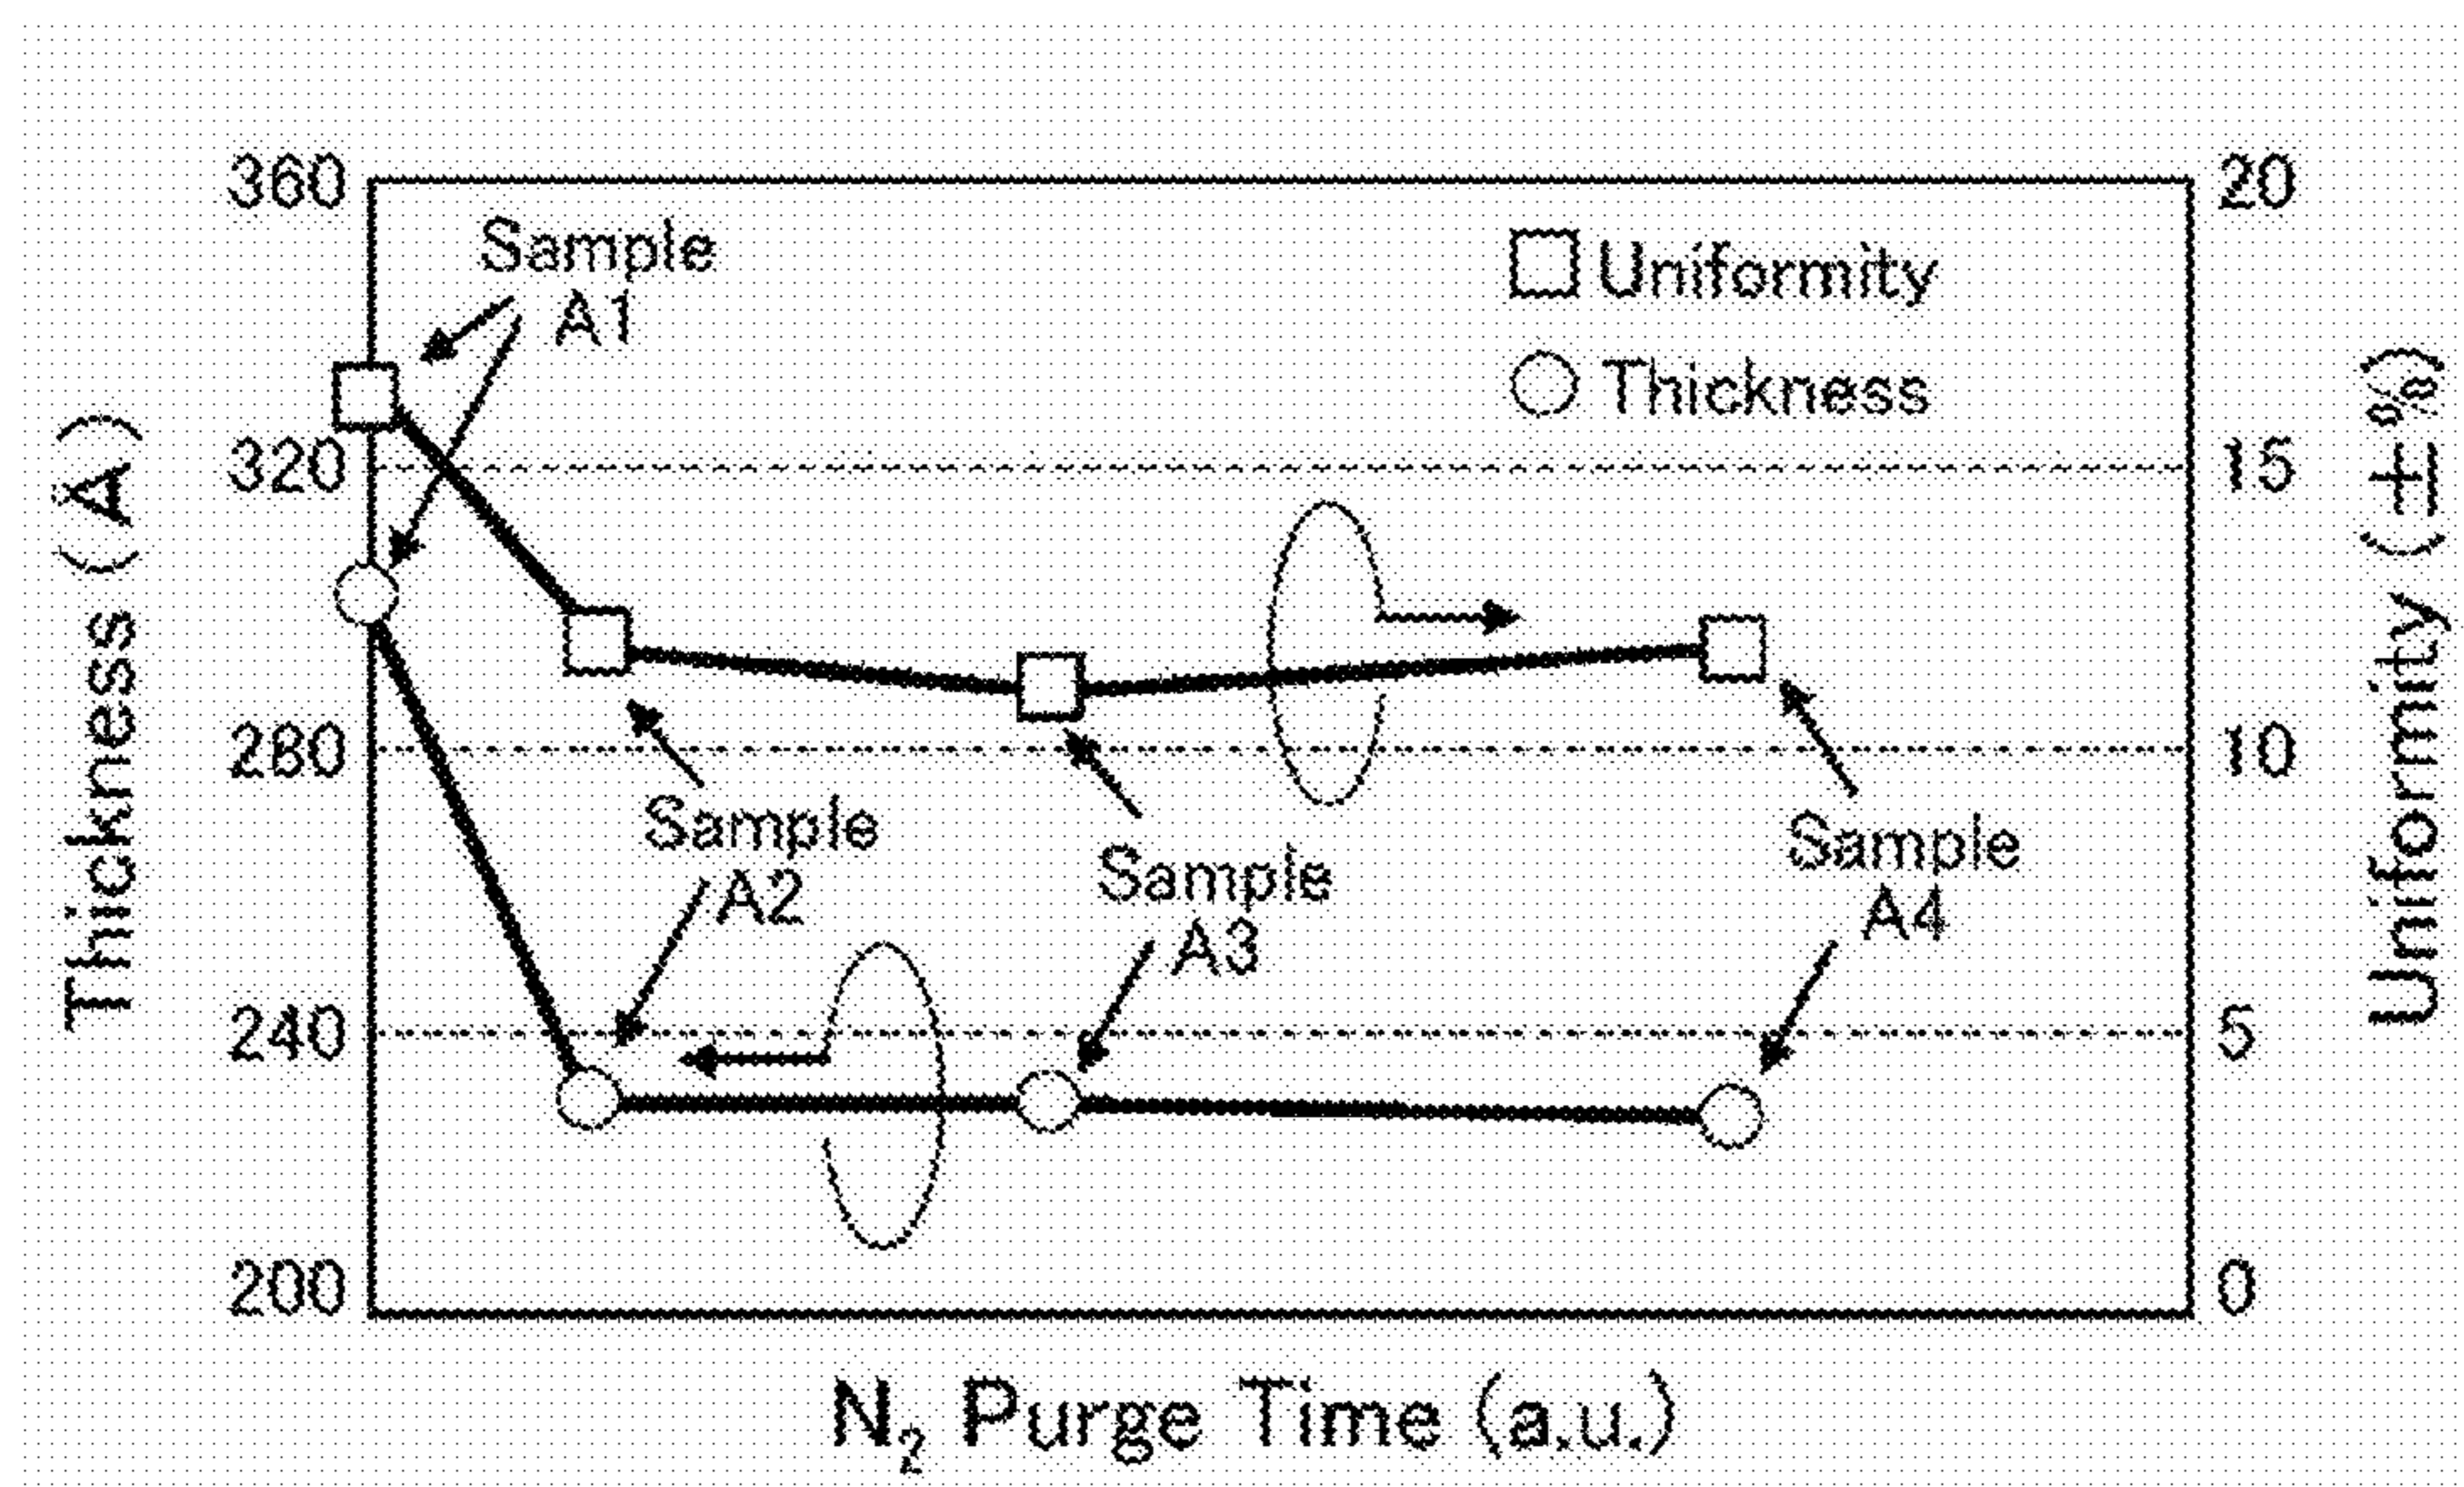 360
20
Sample
A1
Uniformity
Thickness
320
15
280
10
Sample
A2
Sample
A3
Sample
A4
240
5
200
0
Thickness (Å)
Uniformity (±%)
N₂ Purge Time (a.u.)